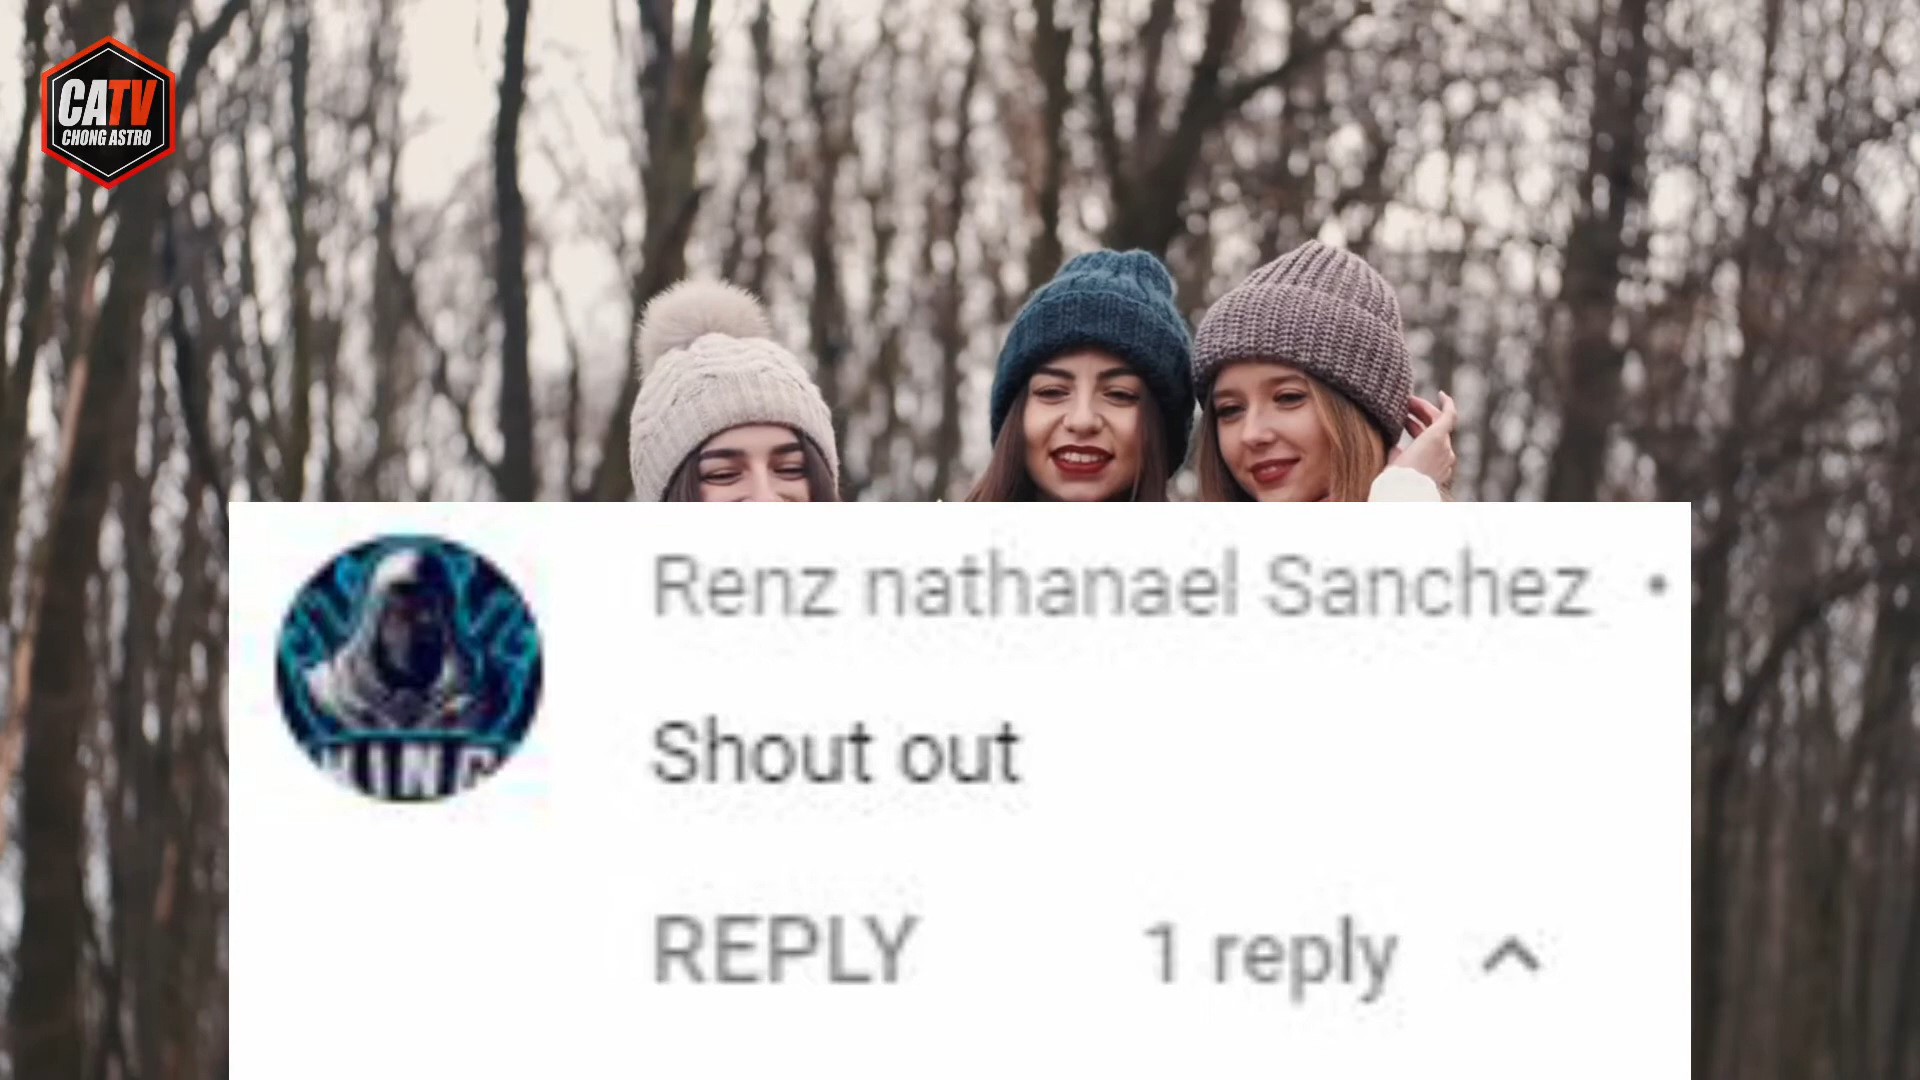 CATV
CHONG ASTRO
Renz nathanael Sanchez •
Shout out
REPLY 1 reply